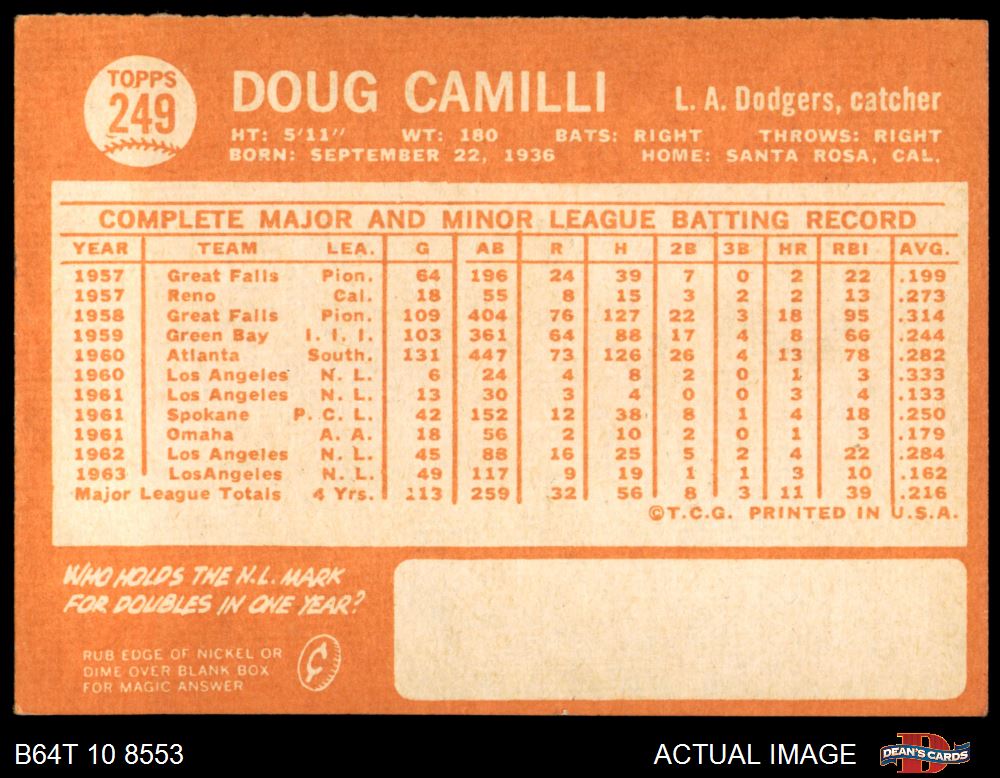 TOPPS
249
DOUG CAMILLI
L. A. Dodgers, catcher
HT: 5'11" WT: 180 BATS: RIGHT THROWS: RIGHT
BORN: SEPTEMBER 22, 1936 HOME: SANTA ROSA, CAL.
COMPLETE MAJOR AND MINOR LEAGUE BATTING RECORD
YEAR TEAM LEA. G AB R H 2B 3B HR RBI AVG.
1957 Great Falls Pion. 64 196 24 39 7 0 2 22 .199
1957 Reno Cal. 18 55 8 15 3 2 2 13 .273
1958 Great Falls Pion. 109 404 76 127 22 3 18 95 .314
1959 Green Bay I. I. I. 103 361 64 88 17 4 8 66 .244
1960 Atlanta South. 131 447 73 126 26 4 13 78 .282
1960 Los Angeles N. L. 6 24 4 8 2 0 1 3 .333
1961 Los Angeles N. L. 13 30 3 4 0 0 3 4 .133
1961 Spokane P. C. L. 42 152 12 38 8 1 4 18 .250
1961 Omaha A. A. 18 56 2 10 2 0 1 3 .179
1962 Los Angeles N. L. 45 88 16 25 5 2 4 22 .284
1963 LosAngeles N. L. 49 117 9 19 1 1 3 10 .162
Major League Totals 4 Yrs. 113 259 32 56 8 3 11 39 .216
©T.C.G. PRINTED IN U.S.A.
WHO HOLDS THE N.L. MARK
FOR DOUBLES IN ONE YEAR?
RUB EDGE OF NICKEL OR
DIME OVER BLANK BOX
FOR MAGIC ANSWER
¢
B64T 10 8553
ACTUAL IMAGE
D
DEAN'S CARDS